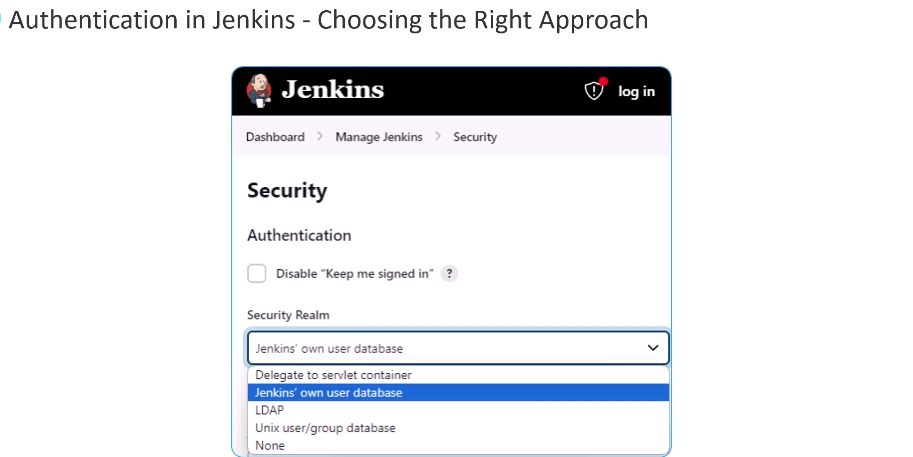 Authentication in Jenkins - Choosing the Right Approach
Jenkins
log in
Dashboard > Manage Jenkins > Security
Security
Authentication
Disable "Keep me signed in" ?
Security Realm
Jenkins' own user database
Delegate to servlet container
Jenkins' own user database
LDAP
Unix user/group database
None